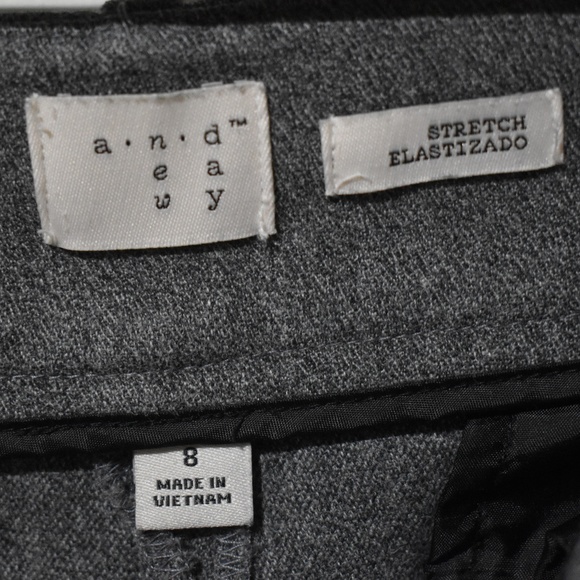 a · n · d™
e a
w y
STRETCH
ELASTIZADO
8
MADE IN
VIETNAM